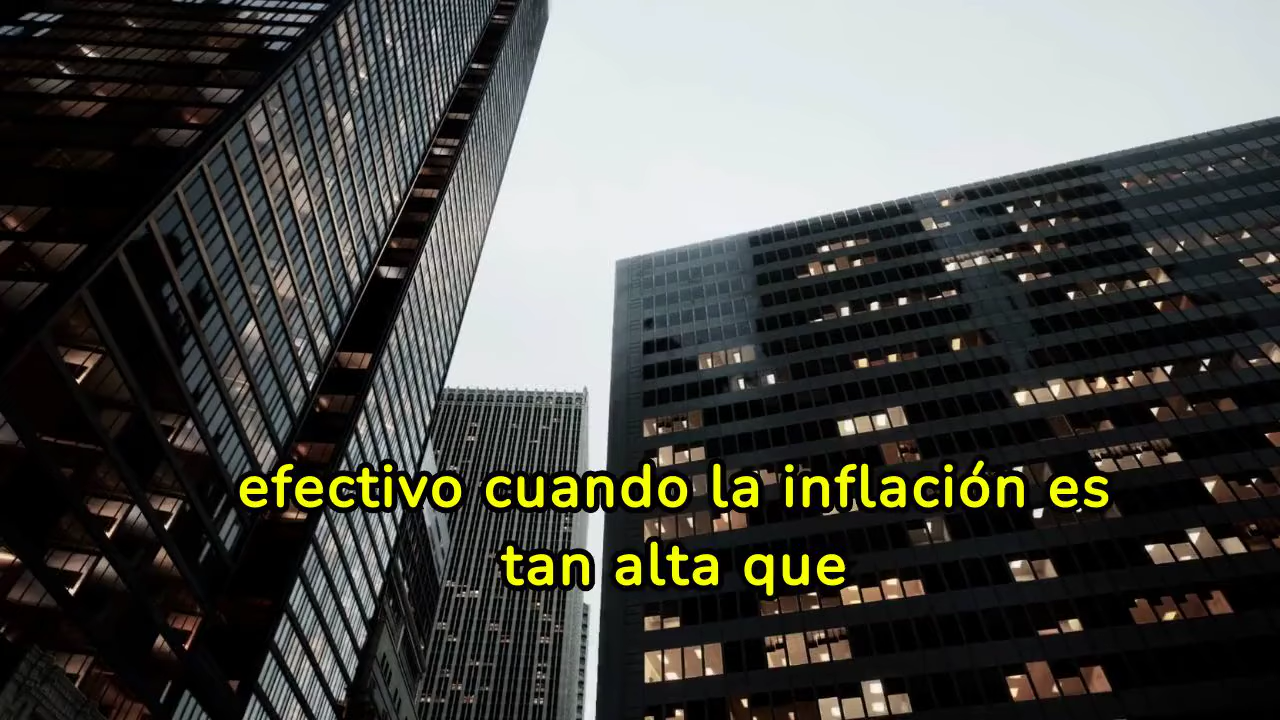 efectivo cuando la inflación es
tan alta que